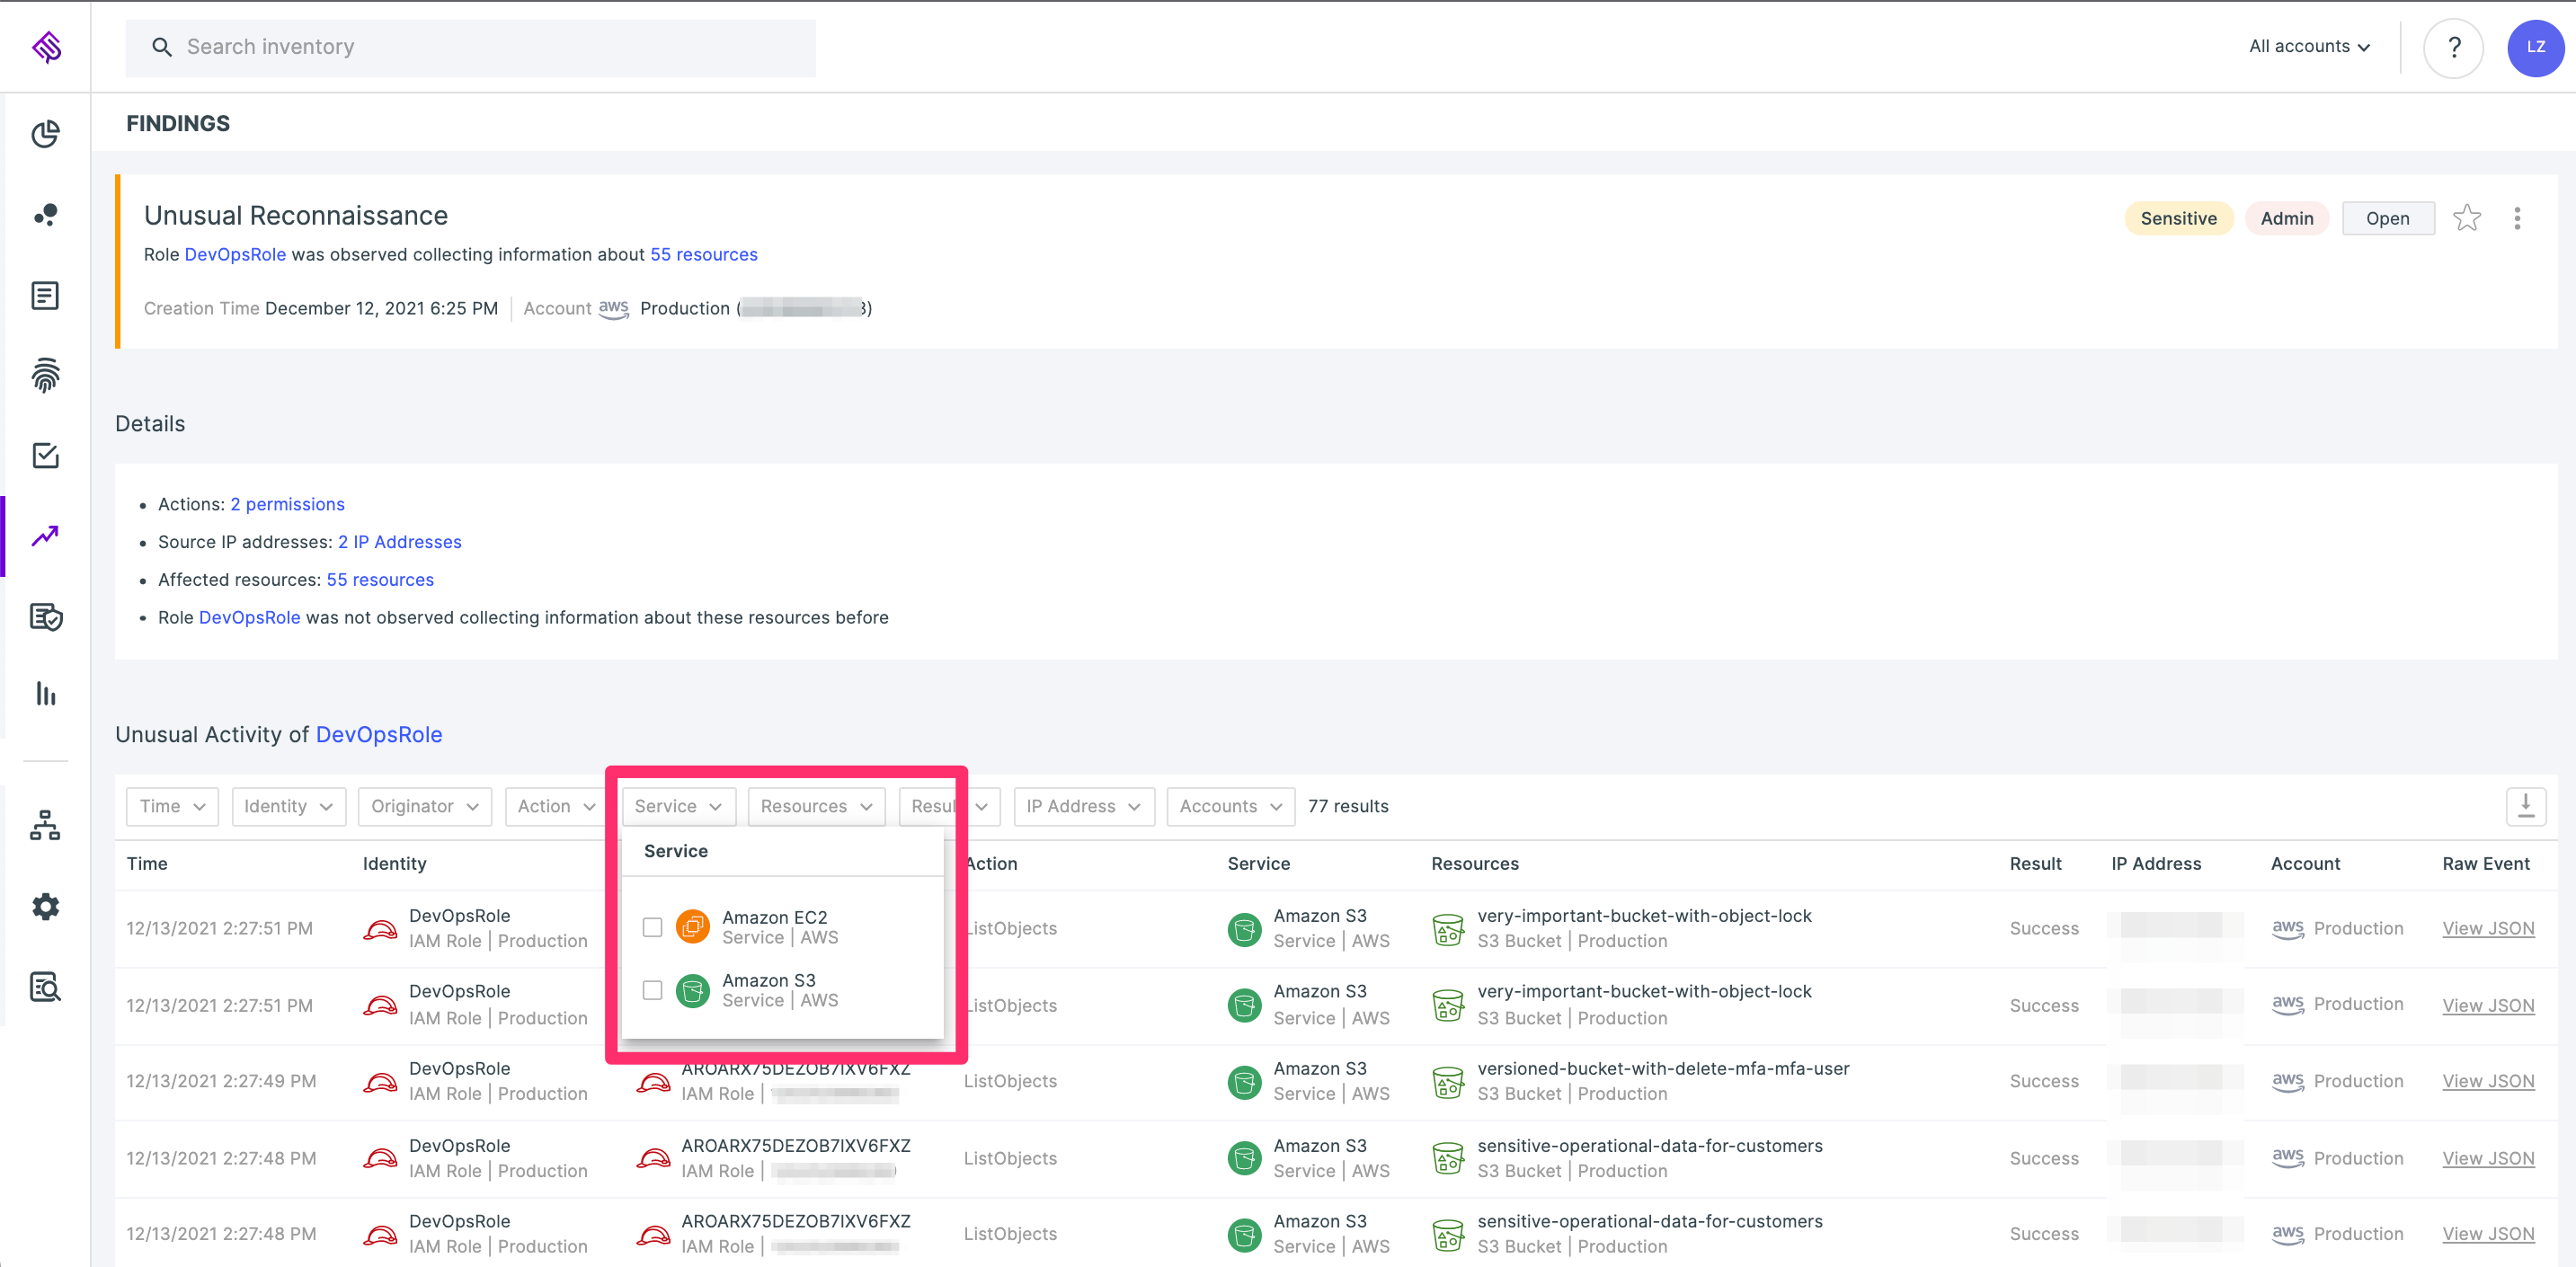 Search inventory
All accounts
?
LZ
FINDINGS
Unusual Reconnaissance
Sensitive
Admin
Open
Role DevOpsRole was observed collecting information about 55 resources
Creation Time December 12, 2021 6:25 PM
Account aws Production (
Details
Actions: 2 permissions
Source IP addresses: 2 IP Addresses
Affected resources: 55 resources
Role DevOpsRole was not observed collecting information about these resources before
Unusual Activity of DevOpsRole
Time Identity Originator Action Service Resources Resul IP Address Accounts 77 results
Service
Amazon EC2
Service | AWS
Amazon S3
Service | AWS
Time Identity Action Service Resources Result IP Address Account Raw Event
12/13/2021 2:27:51 PM DevOpsRole ListObjects Amazon S3 very-important-bucket-with-object-lock Success aws Production View JSON
IAM Role | Production Service | AWS S3 Bucket | Production
12/13/2021 2:27:51 PM DevOpsRole ListObjects Amazon S3 very-important-bucket-with-object-lock Success aws Production View JSON
IAM Role | Production Service | AWS S3 Bucket | Production
12/13/2021 2:27:49 PM DevOpsRole AROARX75DEZOB7IXV6FXZ ListObjects Amazon S3 versioned-bucket-with-delete-mfa-mfa-user Success aws Production View JSON
IAM Role | Production IAM Role | Service | AWS S3 Bucket | Production
12/13/2021 2:27:48 PM DevOpsRole AROARX75DEZOB7IXV6FXZ ListObjects Amazon S3 sensitive-operational-data-for-customers Success aws Production View JSON
IAM Role | Production IAM Role | Service | AWS S3 Bucket | Production
12/13/2021 2:27:48 PM DevOpsRole AROARX75DEZOB7IXV6FXZ ListObjects Amazon S3 sensitive-operational-data-for-customers Success aws Production View JSON
IAM Role | Production IAM Role | Service | AWS S3 Bucket | Production